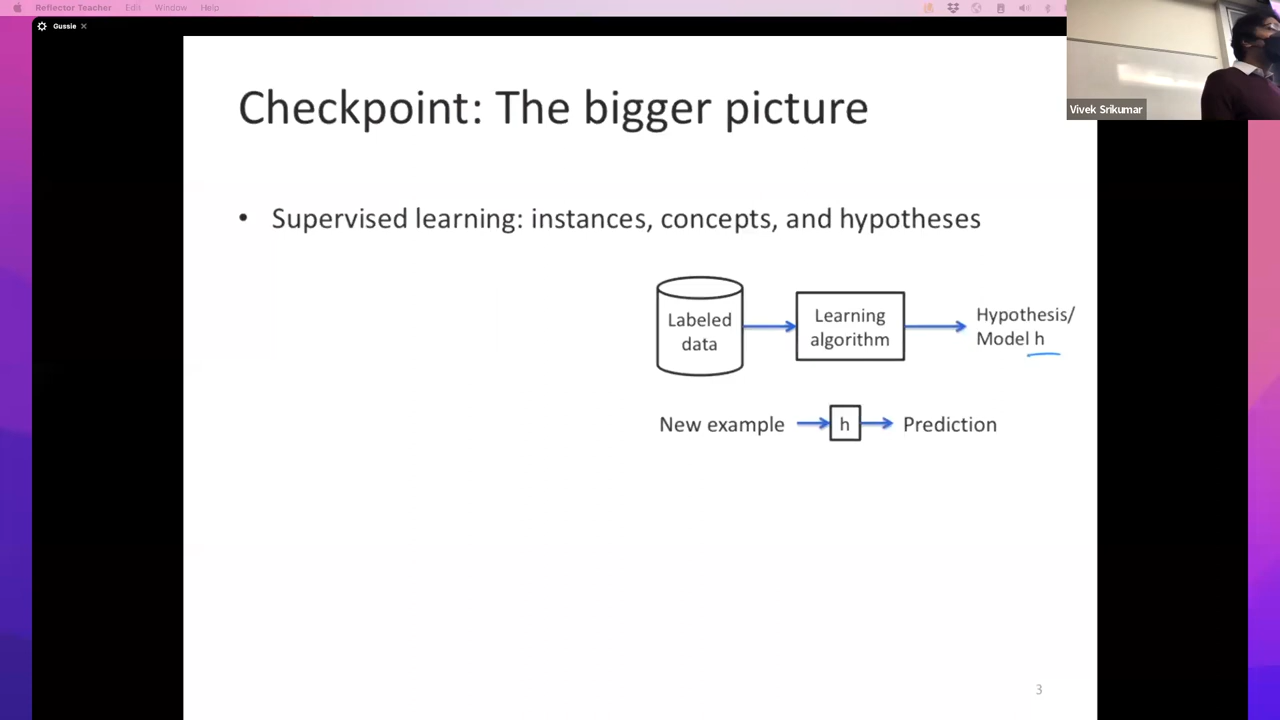 Reflector Teacher Edit Window Help
Gussie
Vivek Srikumar
Checkpoint: The bigger picture
• Supervised learning: instances, concepts, and hypotheses
Labeled
data
Learning
algorithm
Hypothesis/
Model h
New example
h
Prediction
3